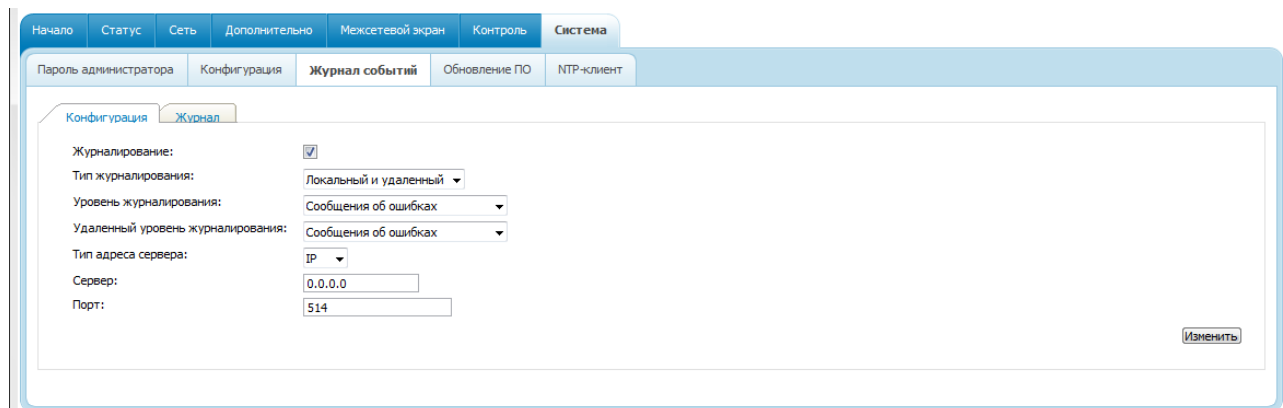 Начало Статус Сеть Дополнительно Межсетевой экран Контроль Система
Пароль администратора Конфигурация Журнал событий Обновление ПО NTP-клиент
Конфигурация Журнал
Журналирование:
Тип журналирования: Локальный и удаленный
Уровень журналирования: Сообщения об ошибках
Удаленный уровень журналирования: Сообщения об ошибках
Тип адреса сервера: IP
Сервер: 0.0.0.0
Порт: 514
Изменить